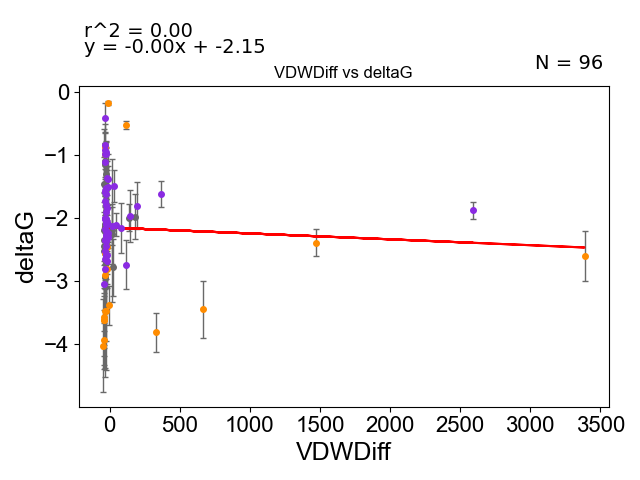 r^2 = 0.00
y = -0.00x + -2.15
N = 96
VDWDiff vs deltaG
0
−1
−2
−3
−4
deltaG
0
500
1000
1500
2000
2500
3000
3500
VDWDiff